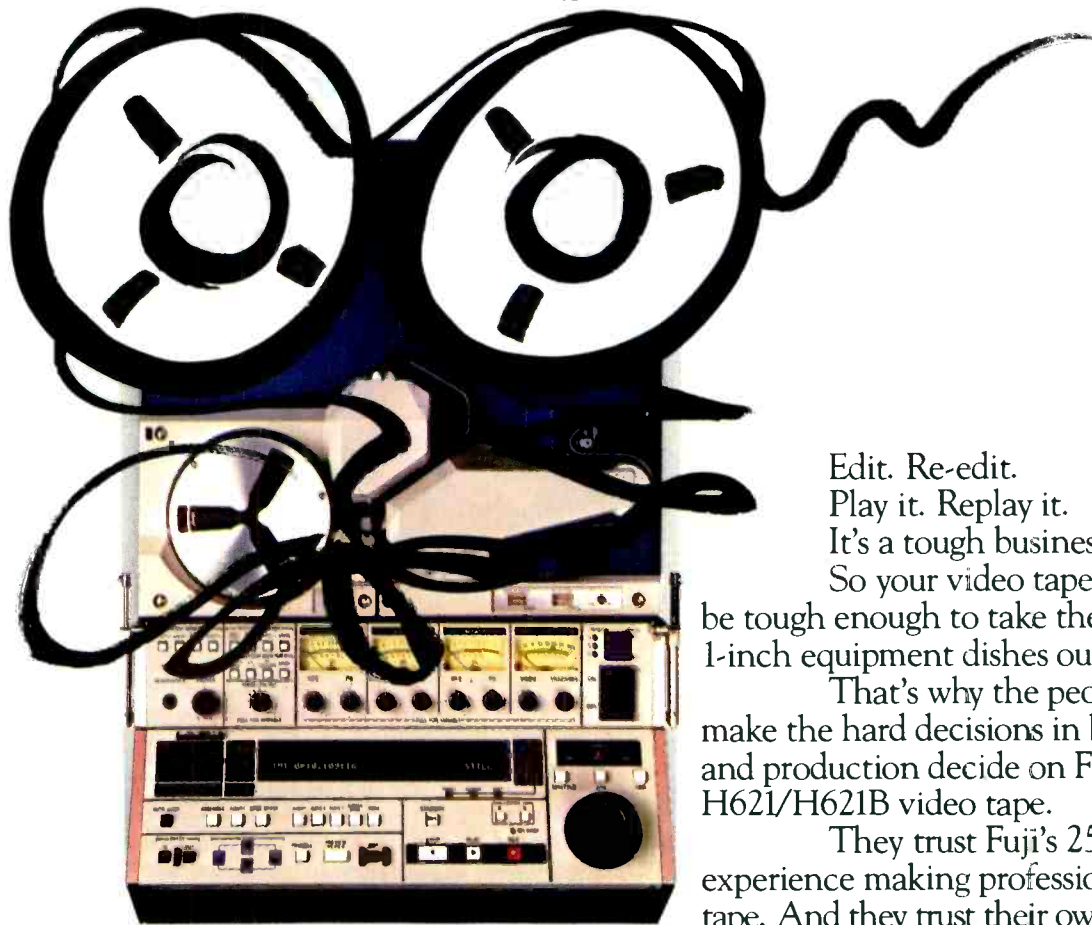 Edit. Re-edit.
Play it. Replay it.
It's a tough busines
So your video tape
be tough enough to take the
1-inch equipment dishes ou
That's why the peo
make the hard decisions in
and production decide on F
H621/H621B video tape.
They trust Fuji's 25
experience making professio
tape. And they trust their ow